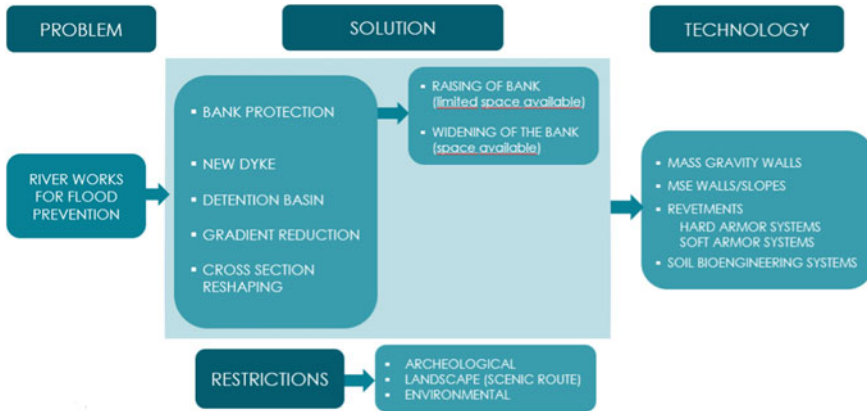 PROBLEM
SOLUTION
TECHNOLOGY
RIVER WORKS
FOR FLOOD
PREVENTION
▪ BANK PROTECTION
▪ NEW DYKE
▪ DETENTION BASIN
▪ GRADIENT REDUCTION
▪ CROSS SECTION
RESHAPING
▪ RAISING OF BANK
(limited space available)
▪ WIDENING OF THE BANK
(space available)
▪ MASS GRAVITY WALLS
▪ MSE WALLS/SLOPES
▪ REVETMENTS
HARD ARMOR SYSTEMS
SOFT ARMOR SYSTEMS
▪ SOIL BIOENGINEERING SYSTEMS
RESTRICTIONS
▪ ARCHEOLOGICAL
▪ LANDSCAPE (SCENIC ROUTE)
▪ ENVIRONMENTAL